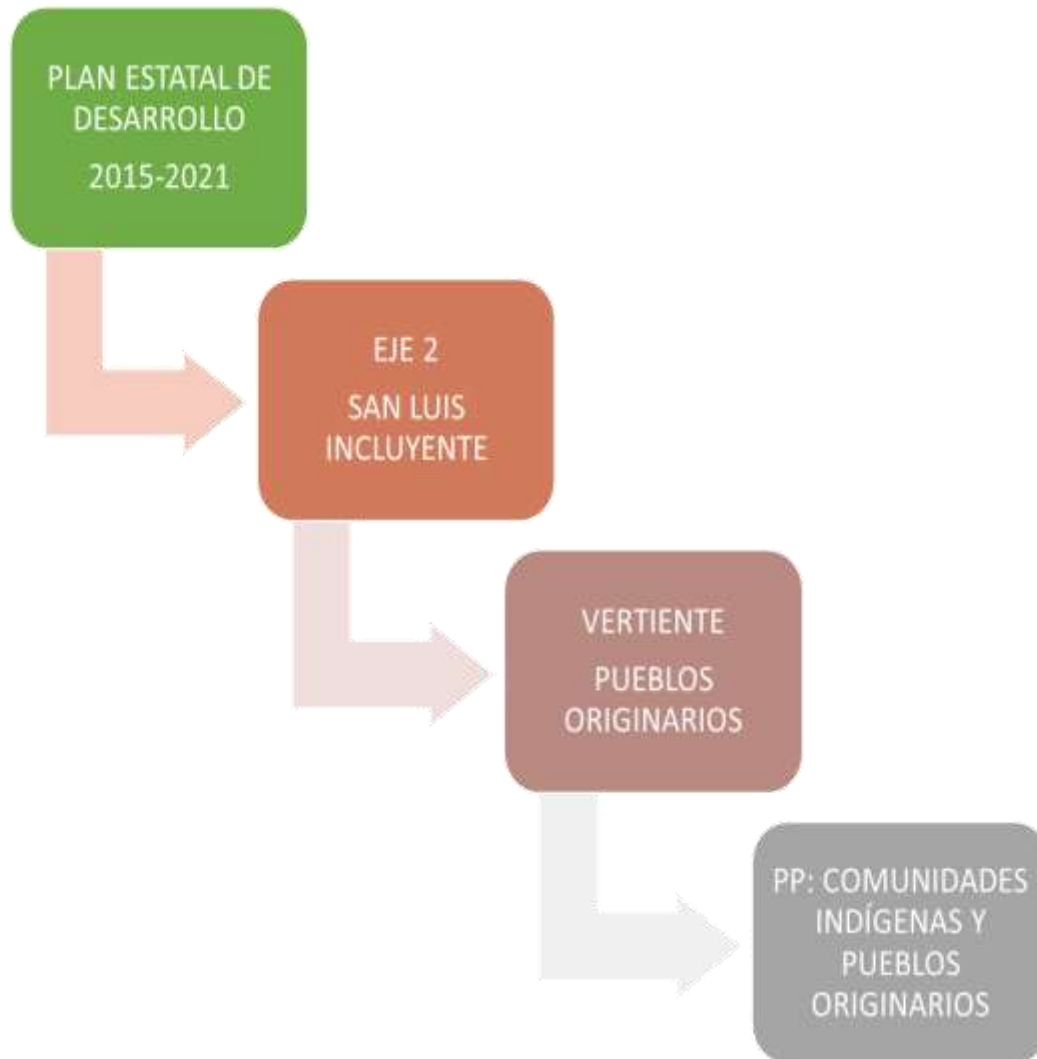 PLAN ESTATAL DE
DESARROLLO
2015-2021
EJE 2
SAN LUIS
INCLUYENTE
VERTIENTE
PUEBLOS
ORIGINARIOS
PP: COMUNIDADES
INDÍGENAS Y
PUEBLOS
ORIGINARIOS